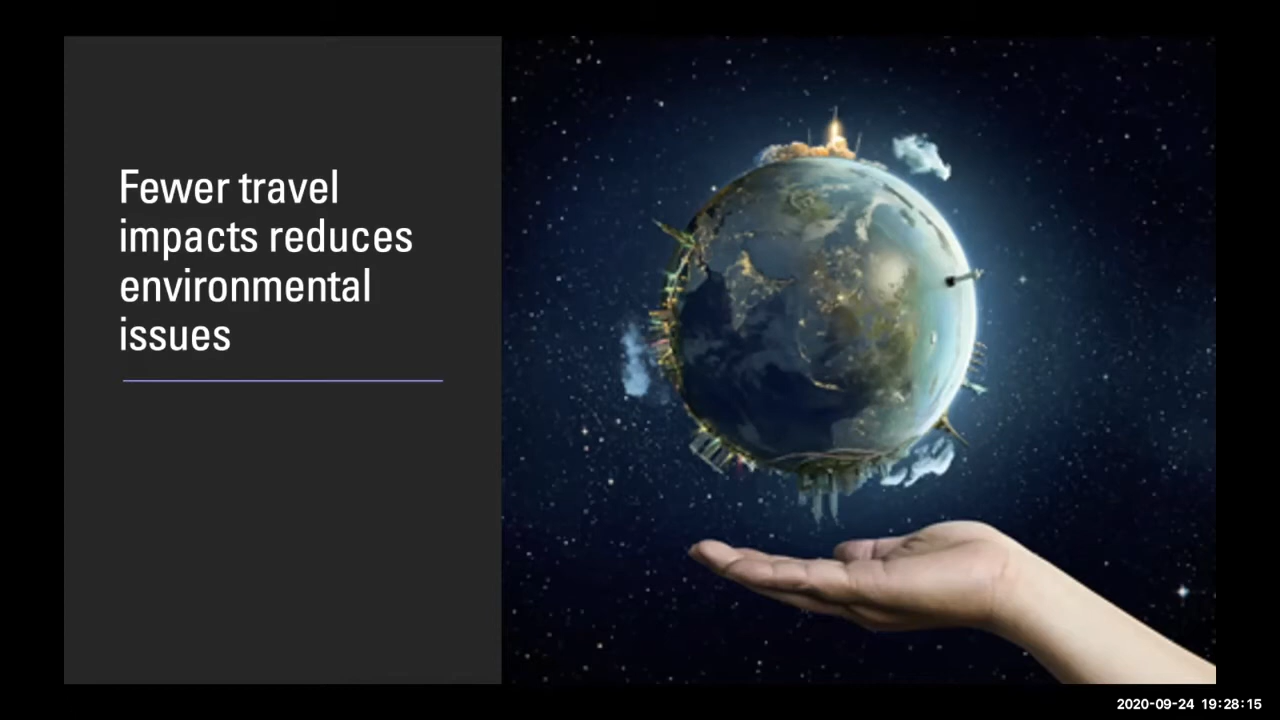 Fewer travel
impacts reduces
environmental
issues
2020-09-24 19:28:15